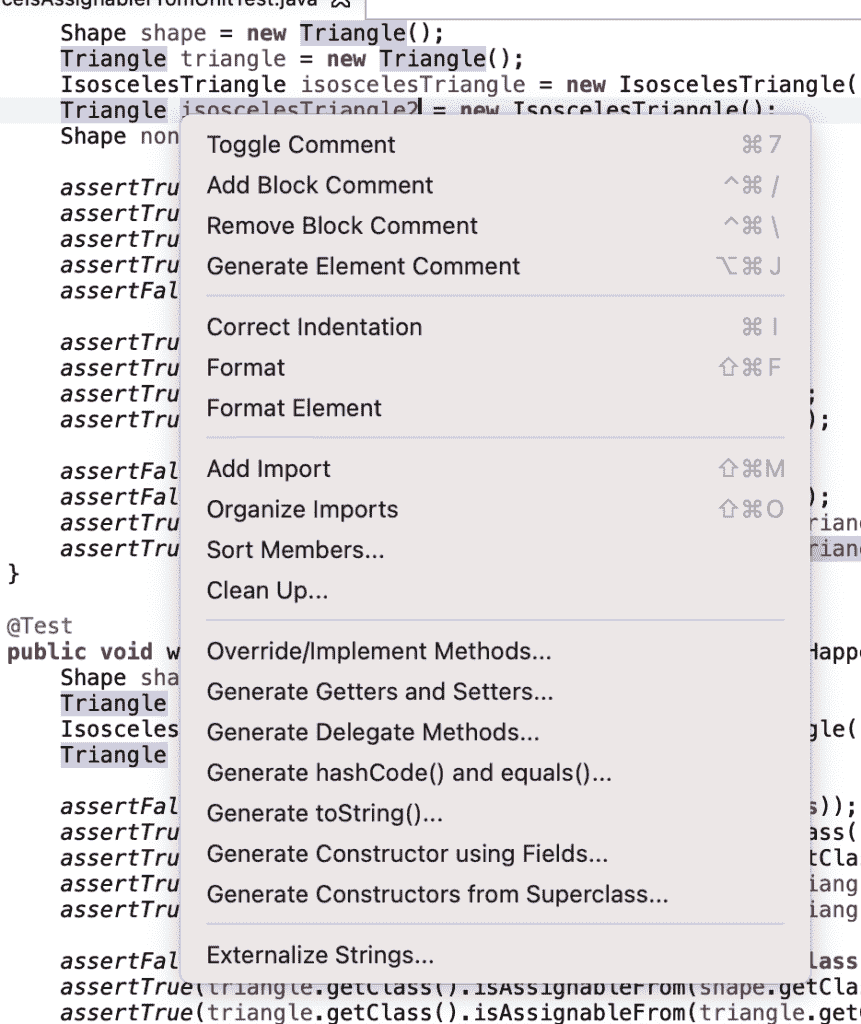 ceIsAssignableFromUnitTest.java
Shape shape = new Triangle();
Triangle triangle = new Triangle();
IsoscelesTriangle isoscelesTriangle = new IsoscelesTriangle(
Triangle isoscelesTriangle2 = new IsoscelesTriangle();
Shape non
Toggle Comment ⌘ 7
Add Block Comment ^⌘ /
assertTru
Remove Block Comment ^⌘ \
assertTru
assertTru
Generate Element Comment ⌥⌘ J
assertTru
assertFal
Correct Indentation ⌘ I
assertTru
Format ⇧⌘ F
assertTru
assertTru ;
Format Element
assertTru );
Add Import ⇧⌘M
assertFal
assertFal );
Organize Imports ⇧⌘O
assertTru rian
Sort Members...
assertTru rian
}
Clean Up...
@Test
Override/Implement Methods...
public void w Happe
Shape sha
Generate Getters and Setters...
Triangle
Isosceles gle(
Generate Delegate Methods...
Triangle
Generate hashCode() and equals()...
assertFal s));
Generate toString()...
assertTru ass(
assertTru tCla
Generate Constructor using Fields...
assertTru iang
Generate Constructors from Superclass...
assertTru iang
Externalize Strings...
assertFal lass
assertTrue(triangle.getClass().isAssignableFrom(shape.getCla
assertTrue(triangle.getClass().isAssignableFrom(triangle.get